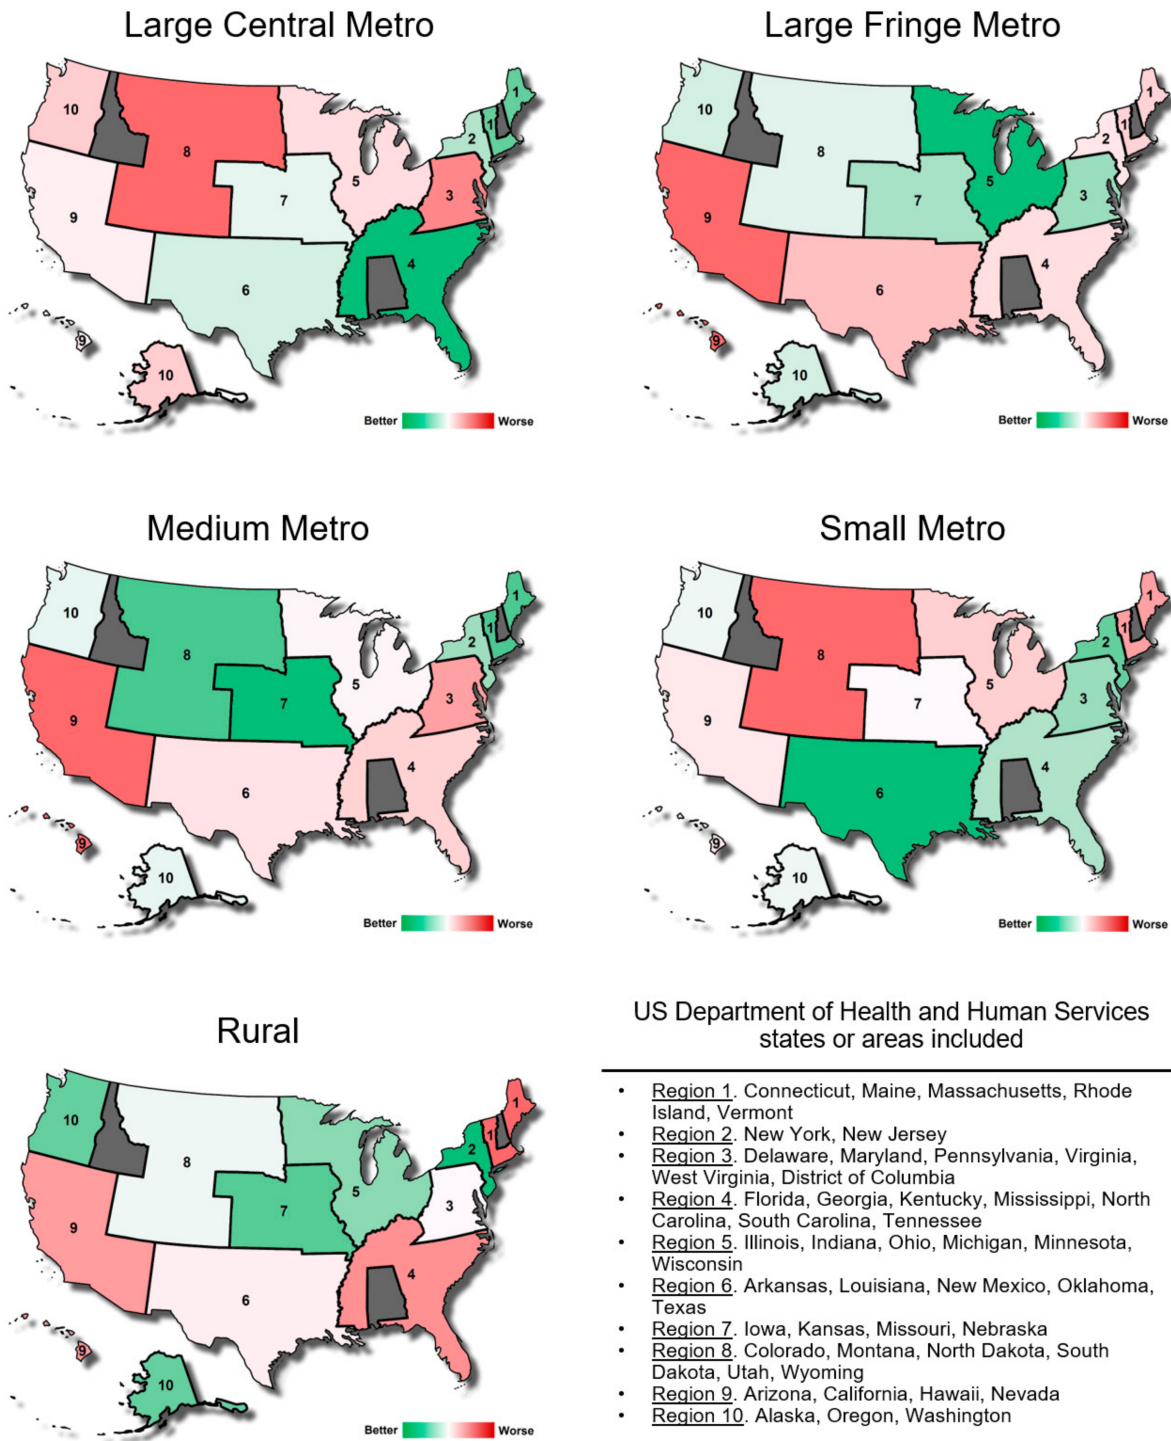 Large Central Metro
10
8
9
7
6
5
4
3
2
1
1
9
10
Better
Worse
Large Fringe Metro
10
8
9
7
6
5
4
3
2
1
1
9
10
Better
Worse
Medium Metro
10
8
9
7
6
5
4
3
2
1
1
9
10
Better
Worse
Small Metro
10
8
9
7
6
5
4
3
2
1
1
9
10
Better
Worse
Rural
10
8
9
7
6
5
4
3
2
1
1
9
10
Better
Worse
US Department of Health and Human Services
states or areas included
• Region 1. Connecticut, Maine, Massachusetts, Rhode
Island, Vermont
• Region 2. New York, New Jersey
• Region 3. Delaware, Maryland, Pennsylvania, Virginia,
West Virginia, District of Columbia
• Region 4. Florida, Georgia, Kentucky, Mississippi, North
Carolina, South Carolina, Tennessee
• Region 5. Illinois, Indiana, Ohio, Michigan, Minnesota,
Wisconsin
• Region 6. Arkansas, Louisiana, New Mexico, Oklahoma,
Texas
• Region 7. Iowa, Kansas, Missouri, Nebraska
• Region 8. Colorado, Montana, North Dakota, South
Dakota, Utah, Wyoming
• Region 9. Arizona, California, Hawaii, Nevada
• Region 10. Alaska, Oregon, Washington